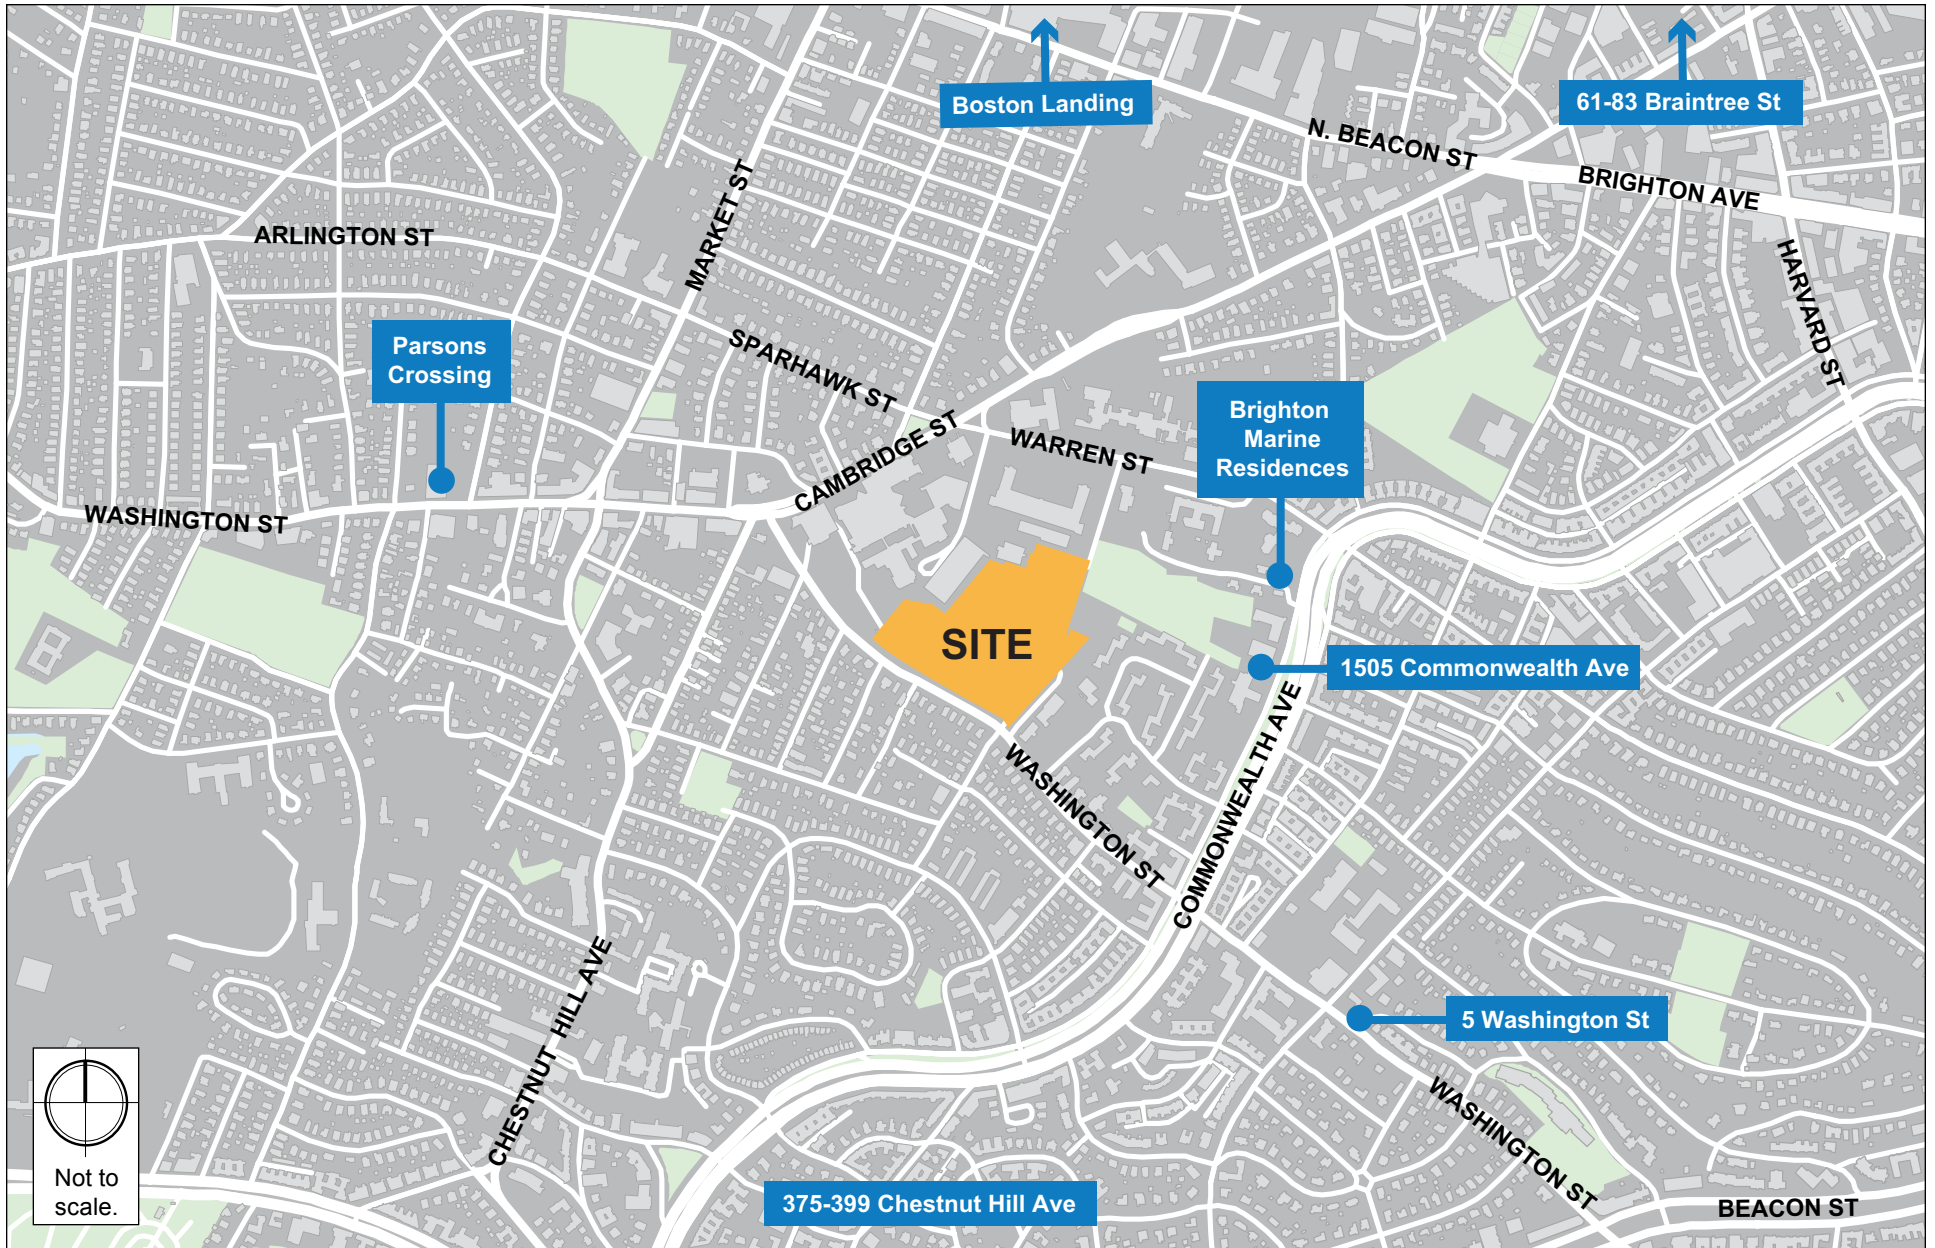 Boston Landing
61-83 Braintree St
N. BEACON ST
BRIGHTON AVE
MARKET ST
ARLINGTON ST
HARVARD ST
Parsons
Crossing
SPARHAWK ST
CAMBRIDGE ST
WARREN ST
Brighton
Marine
Residences
WASHINGTON ST
SITE
1505 Commonwealth Ave
COMMONWEALTH AVE
WASHINGTON ST
CHESTNUT HILL AVE
5 Washington St
WASHINGTON ST
Not to
scale.
375-399 Chestnut Hill Ave
BEACON ST